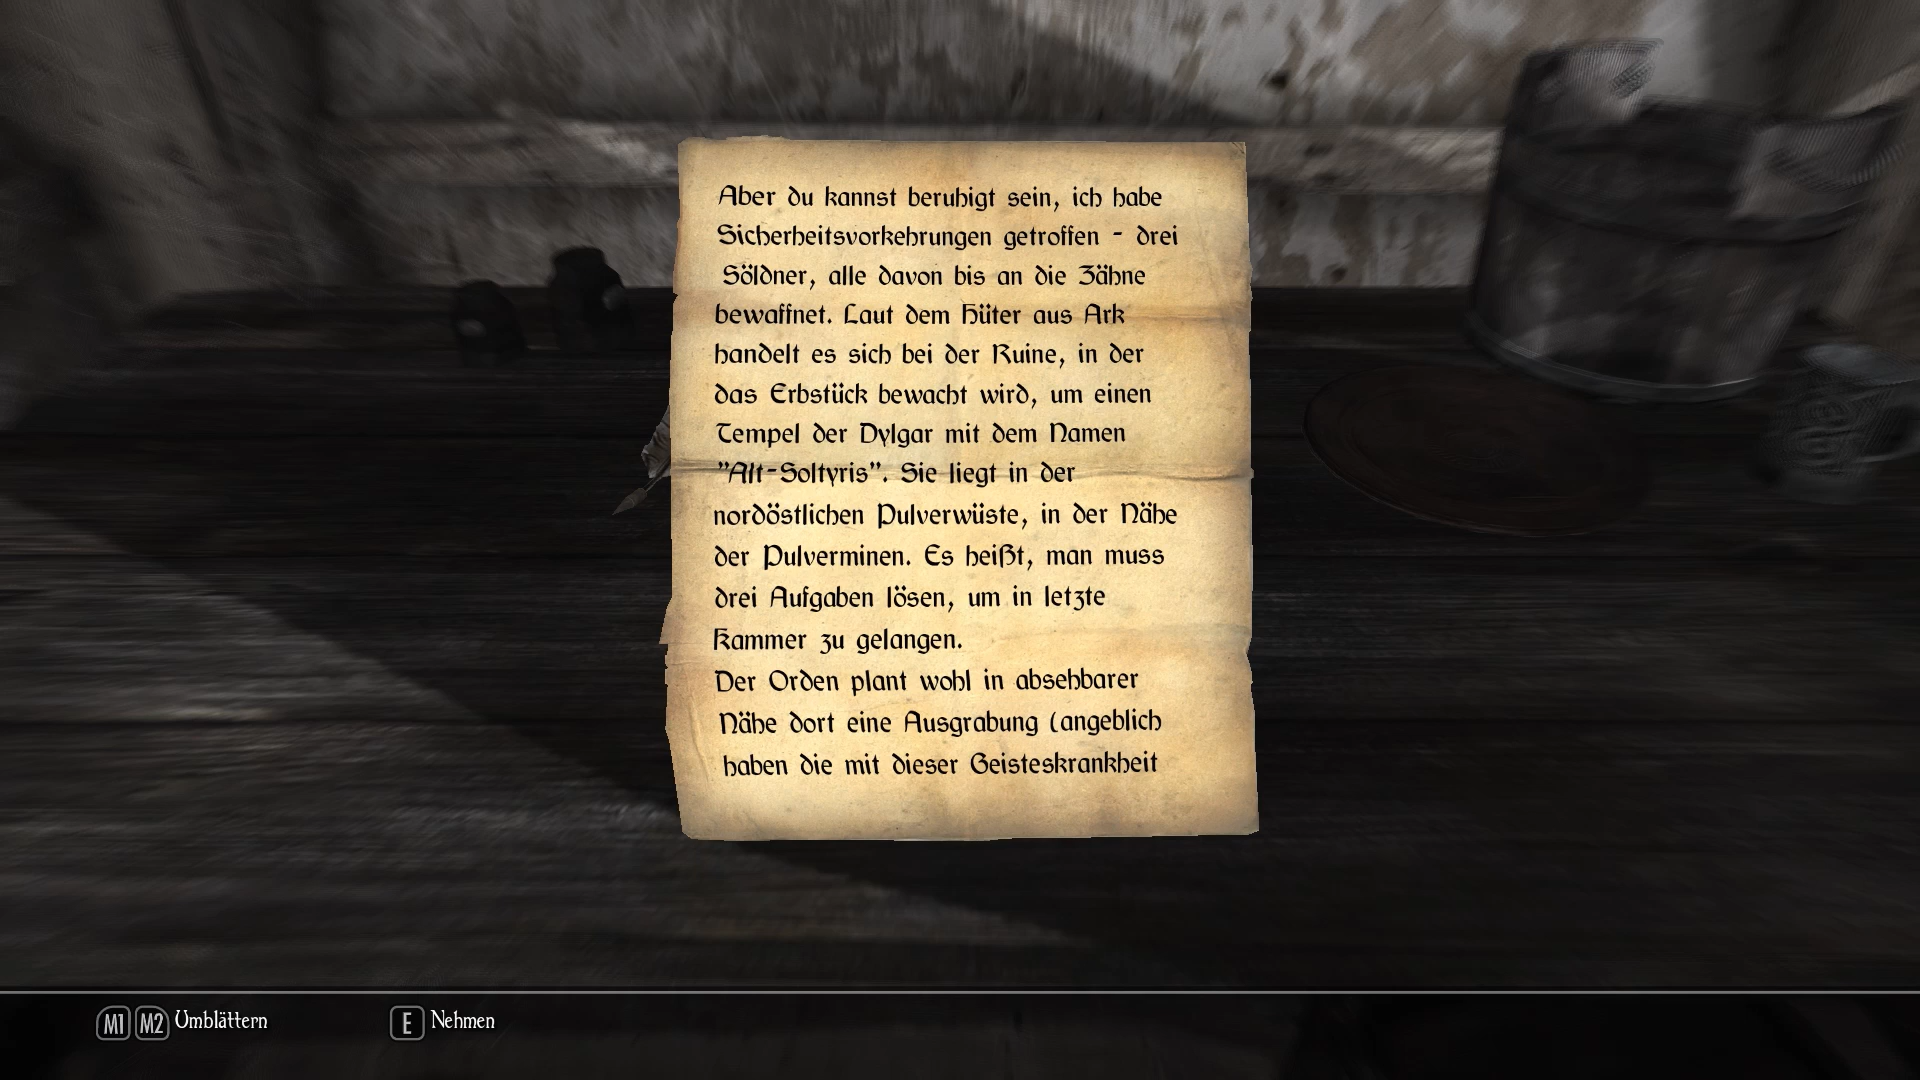 Aber du kannst beruhigt sein, ich habe
Sicherheitsvorkehrungen getroffen - drei
Söldner, alle davon bis an die Zähne
bewaffnet. Laut dem Hüter aus Ark
handelt es sich bei der Ruine, in der
das Erbstück bewacht wird, um einen
Tempel der Dylgar mit dem Namen
"Alt-Soltyris". Sie liegt in der
nordöstlichen Pulverwüste, in der Nähe
der Pulverminen. Es heißt, man muss
drei Aufgaben lösen, um in letzte
Kammer zu gelangen.
Der Orden plant wohl in absehbarer
Nähe dort eine Ausgrabung (angeblich
haben die mit dieser Geisteskrankheit
M1 M2 Umblättern E Nehmen